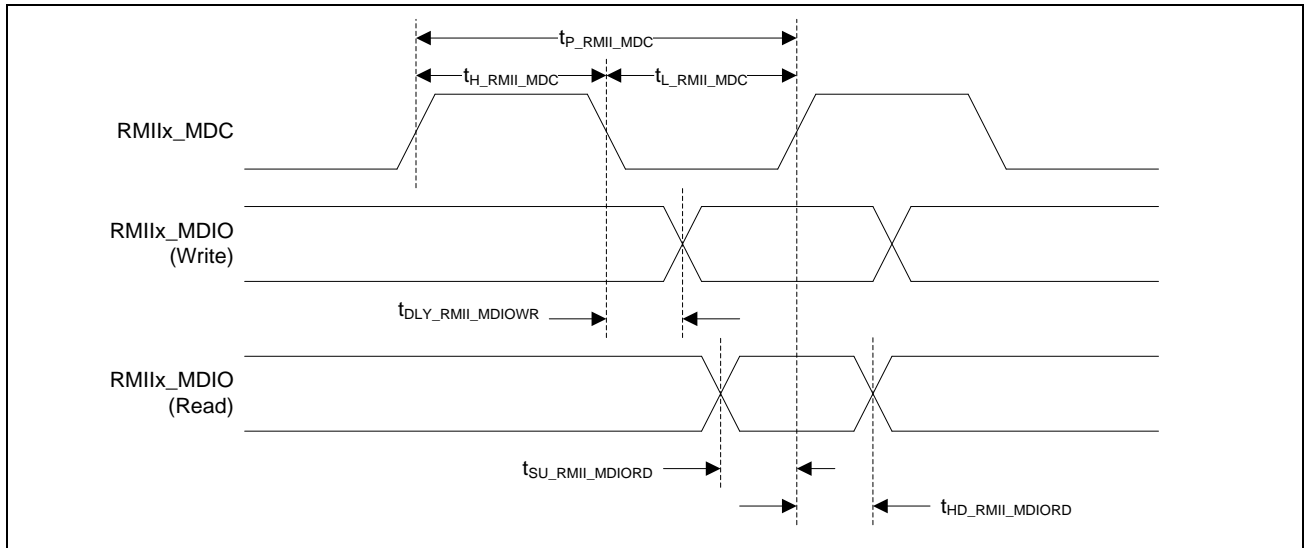 tP_RMII_MDC
tH_RMII_MDC tL_RMII_MDC
RMIIx_MDC
RMIIx_MDIO
(Write)
tDLY_RMII_MDIOWR
RMIIx_MDIO
(Read)
tSU_RMII_MDIORD
tHD_RMII_MDIORD